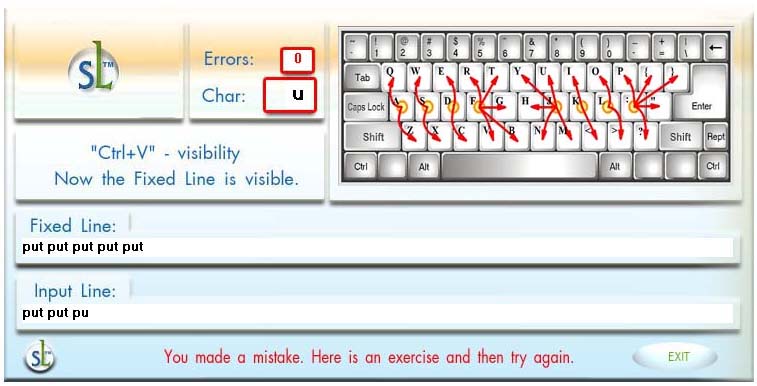 SL™
Errors: 0
Char: u
"Ctrl+V" - visibility
Now the Fixed Line is visible.
~ - @ # $ % ^ & * ( ) _ + |
` 1 2 3 4 5 6 7 8 9 0 - = \ ←
Tab Q W E R T Y U I O P { }
Caps Lock A S D F G H J K L : " Enter
Shift Z X C V B N M < > ? Shift Rept
Ctrl Alt Alt Ctrl
Fixed Line:
put put put put put
Input Line:
put put pu
SL
You made a mistake. Here is an exercise and then try again.
EXIT